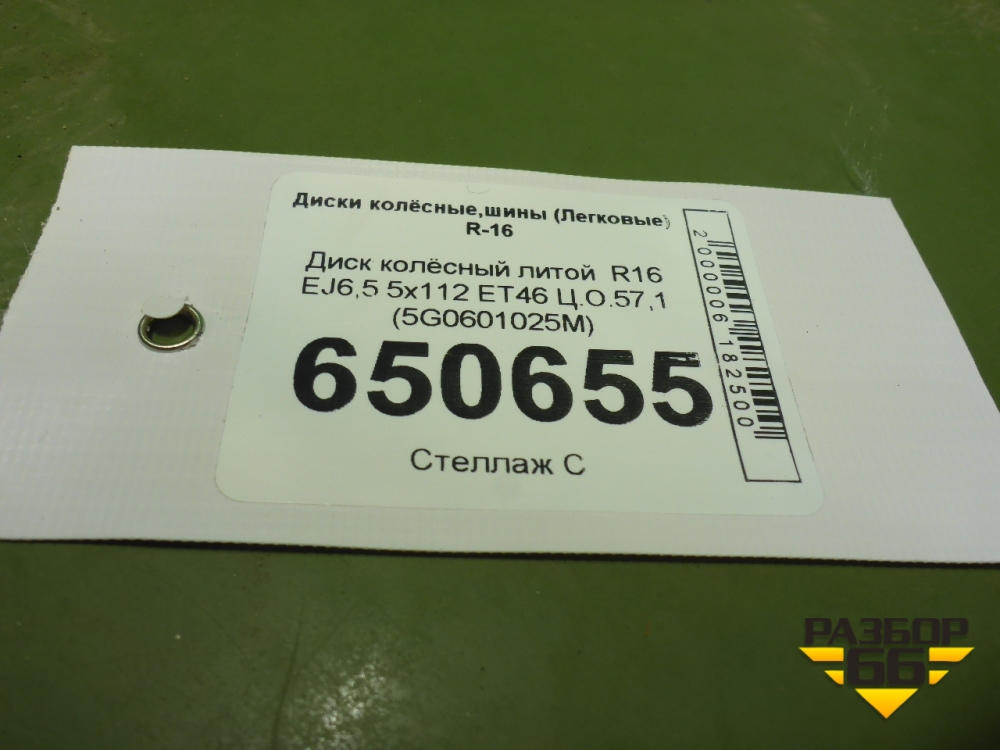 Диски колёсные,шины (Легковые)
R-16
Диск колёсный литой R16
EJ6,5 5x112 ET46 Ц.О.57,1
(5G0601025M)
650655
Стеллаж С
2000006182500
РАЗБОР
66